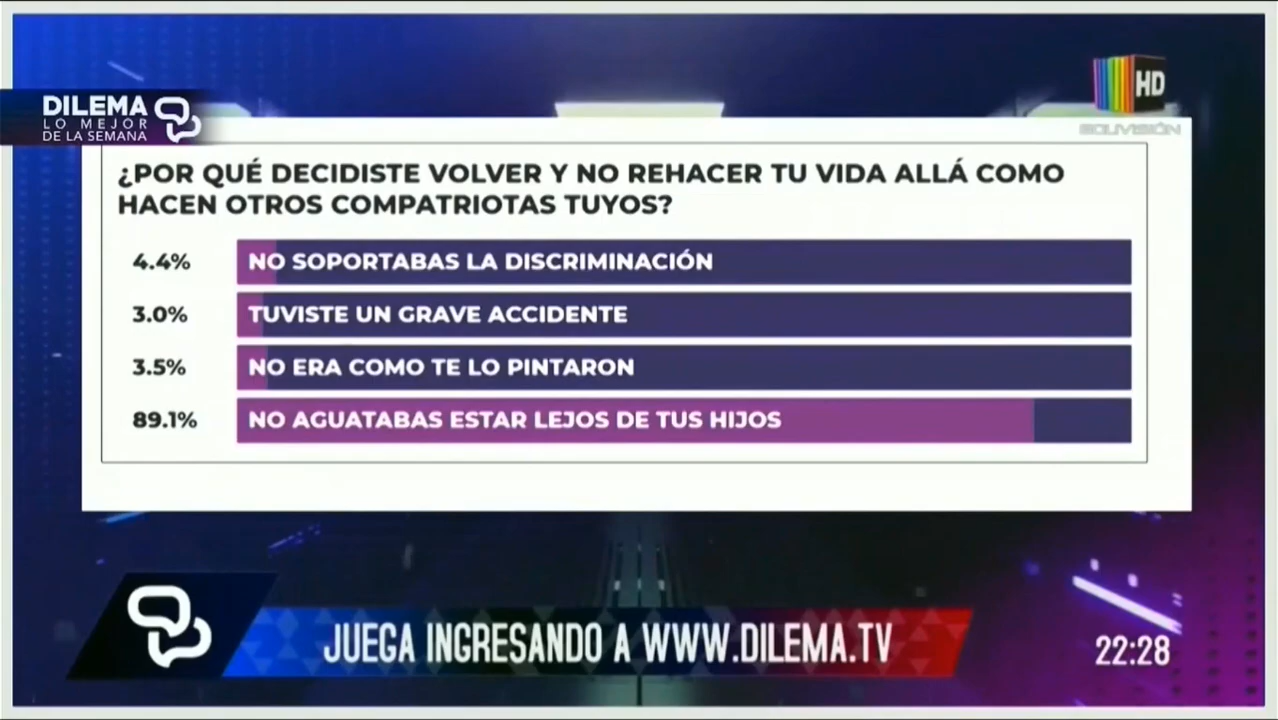 DILEMA
LO MEJOR
DE LA SEMANA
HD
BOLIVISIÓN
¿POR QUÉ DECIDISTE VOLVER Y NO REHACER TU VIDA ALLÁ COMO
HACEN OTROS COMPATRIOTAS TUYOS?
4.4% NO SOPORTABAS LA DISCRIMINACIÓN
3.0% TUVISTE UN GRAVE ACCIDENTE
3.5% NO ERA COMO TE LO PINTARON
89.1% NO AGUATABAS ESTAR LEJOS DE TUS HIJOS
JUEGA INGRESANDO A WWW.DILEMA.TV
22:28